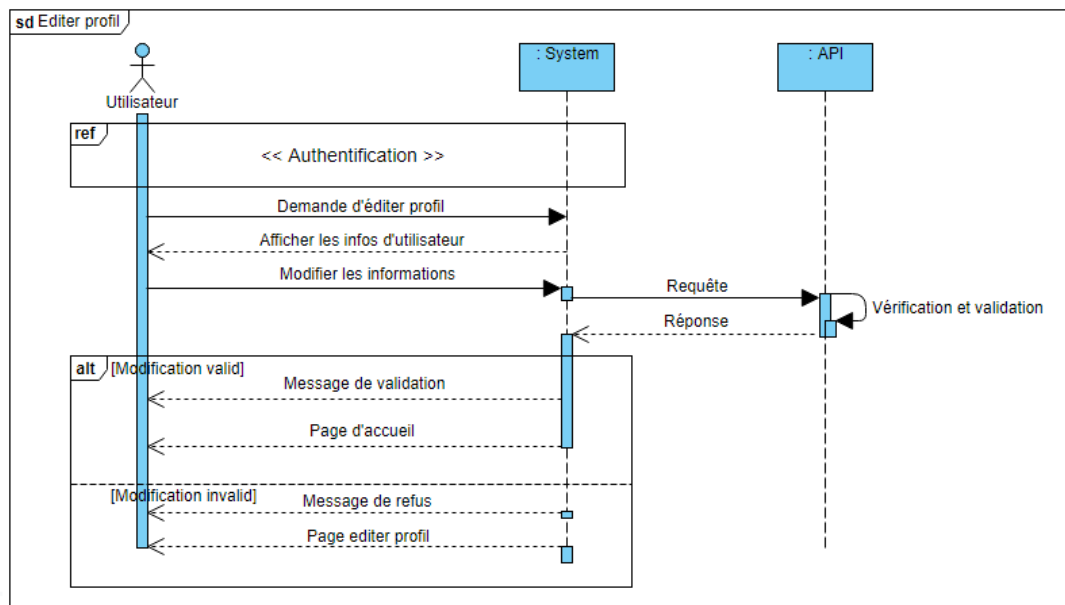 sd Editer profil
: System
: API
Utilisateur
ref
<< Authentification >>
Demande d'éditer profil
Afficher les infos d'utilisateur
Modifier les informations
Requête
Vérification et validation
Réponse
alt
[Modification valid]
Message de validation
Page d'accueil
[Modification invalid]
Message de refus
Page editer profil